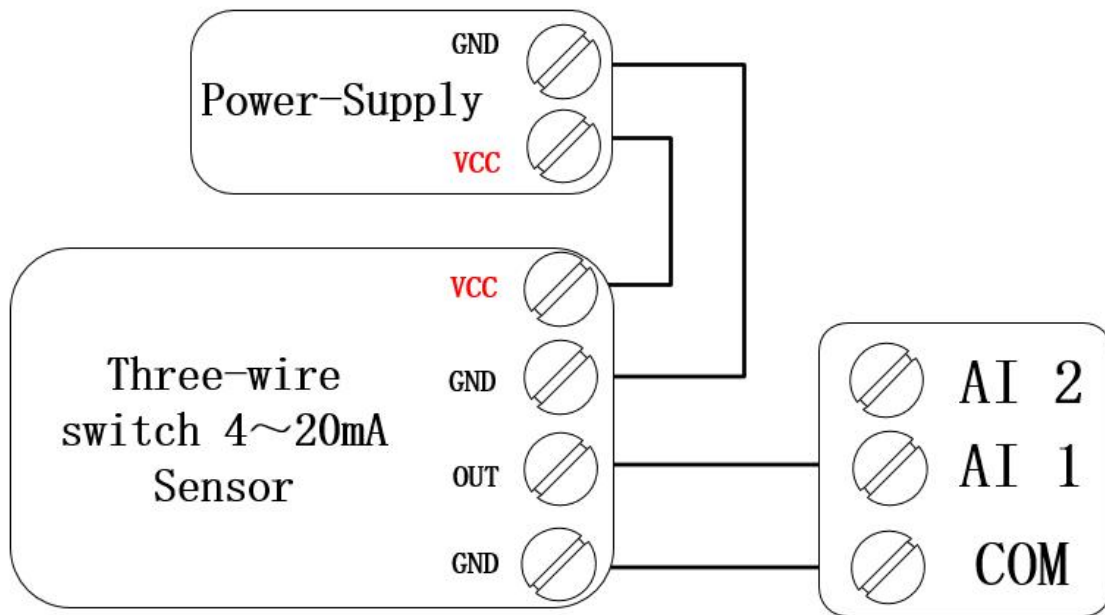 GND
Power-Supply
VCC
VCC
Three-wire
GND
switch 4～20mA
Sensor
OUT
GND
AI 2
AI 1
COM